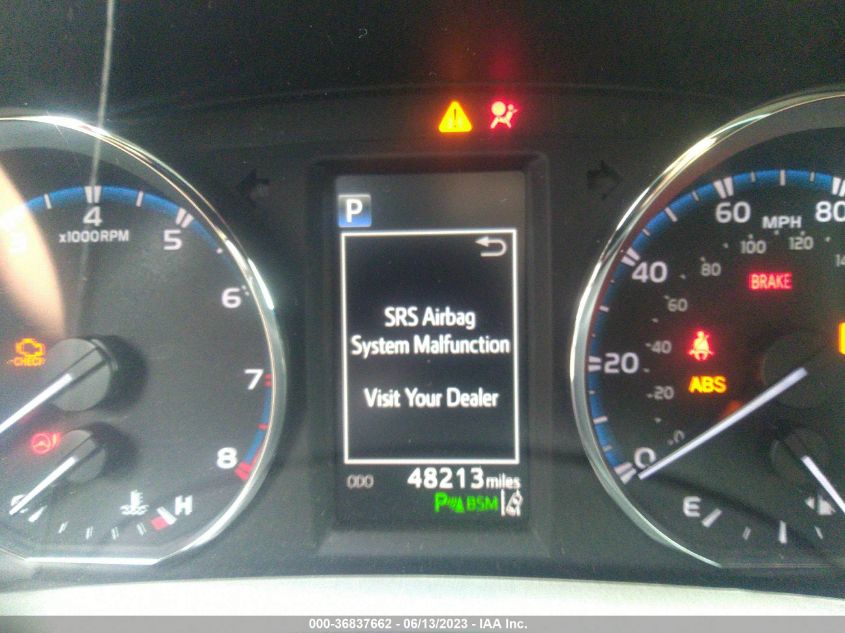 4
x1000RPM
5
6
7
8
CHECK
H
P
SRS Airbag
System Malfunction
Visit Your Dealer
ODO 48213 miles
P BSM
60 MPH 80
100 120
80
40
60
BRAKE
40
20
ABS
20
0
0
E
000-36837662 - 06/13/2023 - IAA Inc.